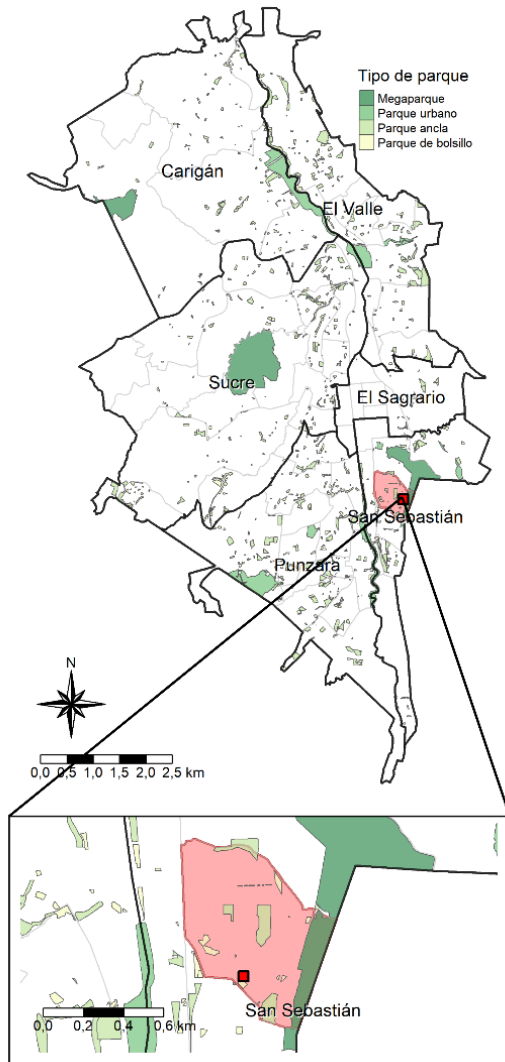 Tipo de parque
Megaparque
Parque urbano
Parque ancla
Parque de bolsillo
Carigán
El Valle
Sucre
El Sagrario
San Sebastián
Punzara
N
0,0 0,5 1,0 1,5 2,0 2,5 km
San Sebastián
0,0 0,2 0,4 0,6 km